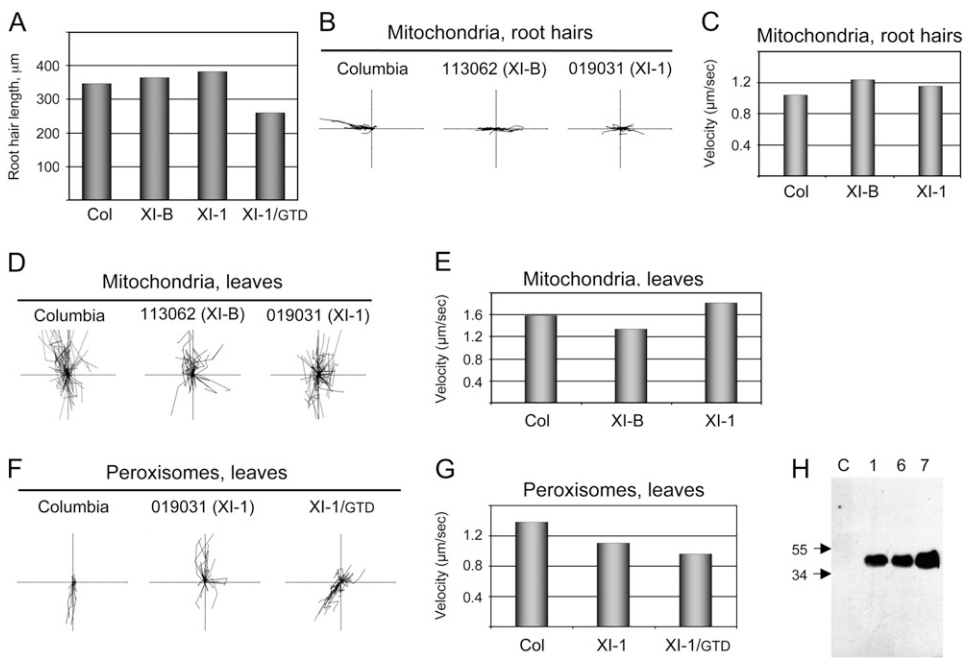 A
Root hair length, μm
400
300
200
100
Col XI-B XI-1 XI-1/GTD
B
Mitochondria, root hairs
Columbia 113062 (XI-B) 019031 (XI-1)
C
Mitochondria, root hairs
Velocity (μm/sec)
1.2
0.8
0.4
Col XI-B XI-1
D
Mitochondria, leaves
Columbia 113062 (XI-B) 019031 (XI-1)
E
Mitochondria. leaves
Velocity (μm/sec)
1.6
1.2
0.8
0.4
Col XI-B XI-1
F
Peroxisomes, leaves
Columbia 019031 (XI-1) XI-1/GTD
G
Peroxisomes, leaves
Velocity (μm/sec)
1.2
0.8
0.4
Col XI-1 XI-1/GTD
H
C 1 6 7
55
34